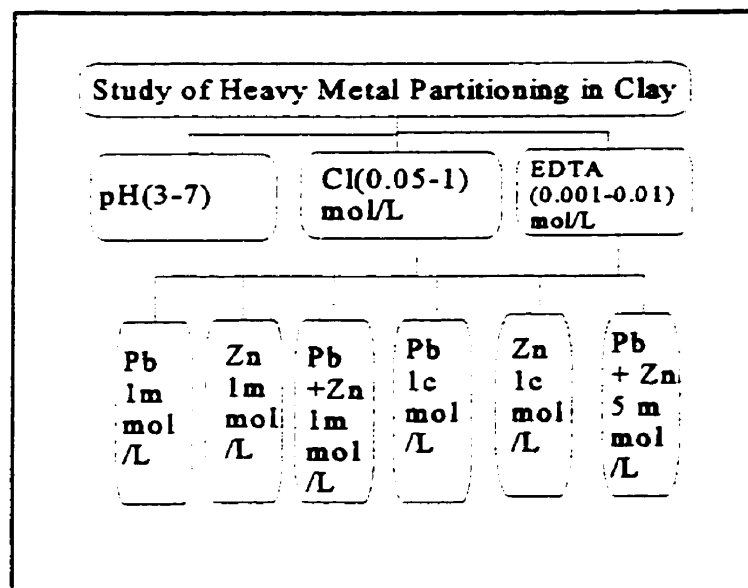 Study of Heavy Metal Partitioning in Clay
pH(3-7)
Cl(0.05-1)
mol/L
EDTA
(0.001-0.01)
mol/L
Pb
1m
mol
/L
Zn
1m
mol
/L
Pb
+Zn
1m
mol
/L
Pb
1c
mol
/L
Zn
1c
mol
/L
Pb
+ Zn
5 m
mol
/L